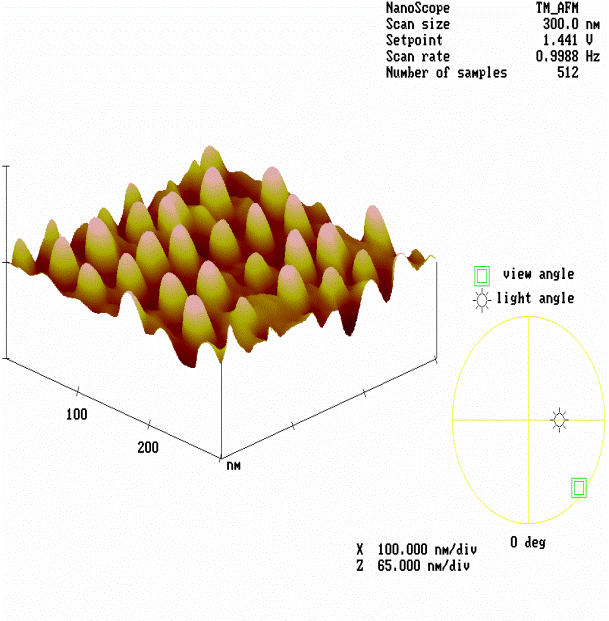 NanoScope TM_AFM
Scan size 300.0 nM
Setpoint 1.441 V
Scan rate 0.9988 Hz
Number of samples 512
view angle
light angle
100
200
nM
0 deg
X 100.000 nM/div
Z 65.000 nM/div